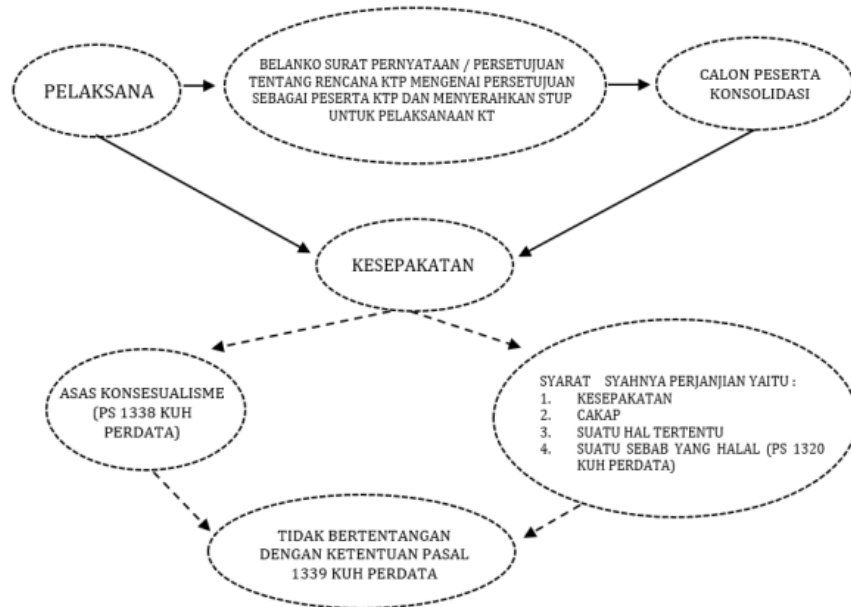 BELANKO SURAT PERNYATAAN / PERSETUJUAN
TENTANG RENCANA KTP MENGENAI PERSETUJUAN
SEBAGAI PESERTA KTP DAN MENYERAHKAN STUP
UNTUK PELAKSANAAN KT
PELAKSANA
CALON PESERTA
KONSOLIDASI
KESEPAKATAN
ASAS KONSESUALISME
(PS 1338 KUH
PERDATA)
SYARAT SYAHNYA PERJANJIAN YAITU :
1. KESEPAKATAN
2. CAKAP
3. SUATU HAL TERTENTU
4. SUATU SEBAB YANG HALAL (PS 1320
KUH PERDATA)
TIDAK BERTENTANGAN
DENGAN KETENTUAN PASAL
1339 KUH PERDATA